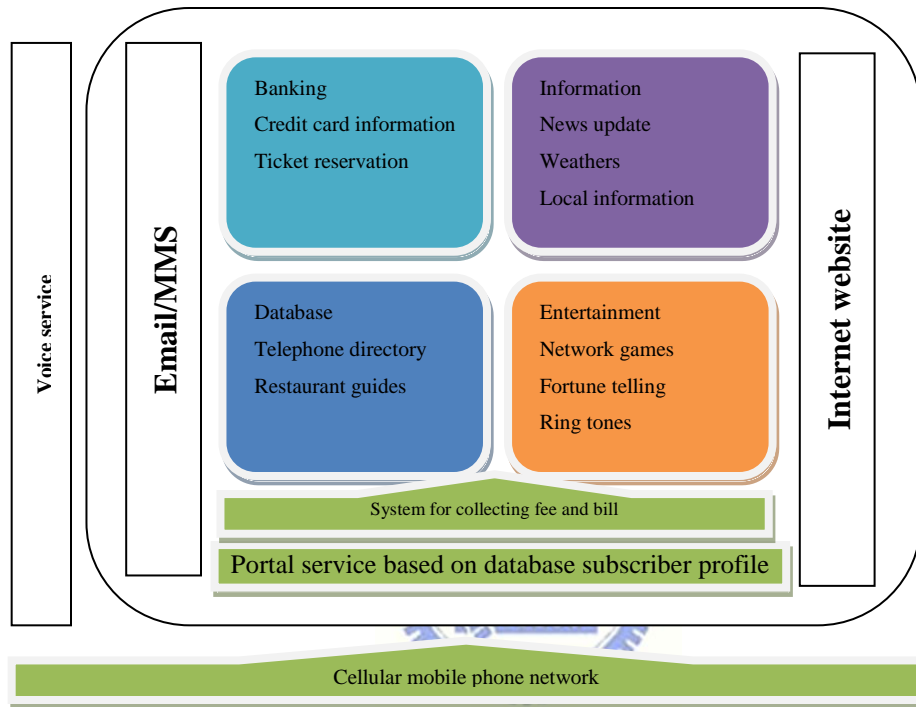 Voice service
Email/MMS
Banking
Credit card information
Ticket reservation
Information
News update
Weathers
Local information
Database
Telephone directory
Restaurant guides
Entertainment
Network games
Fortune telling
Ring tones
Internet website
System for collecting fee and bill
Portal service based on database subscriber profile
Cellular mobile phone network